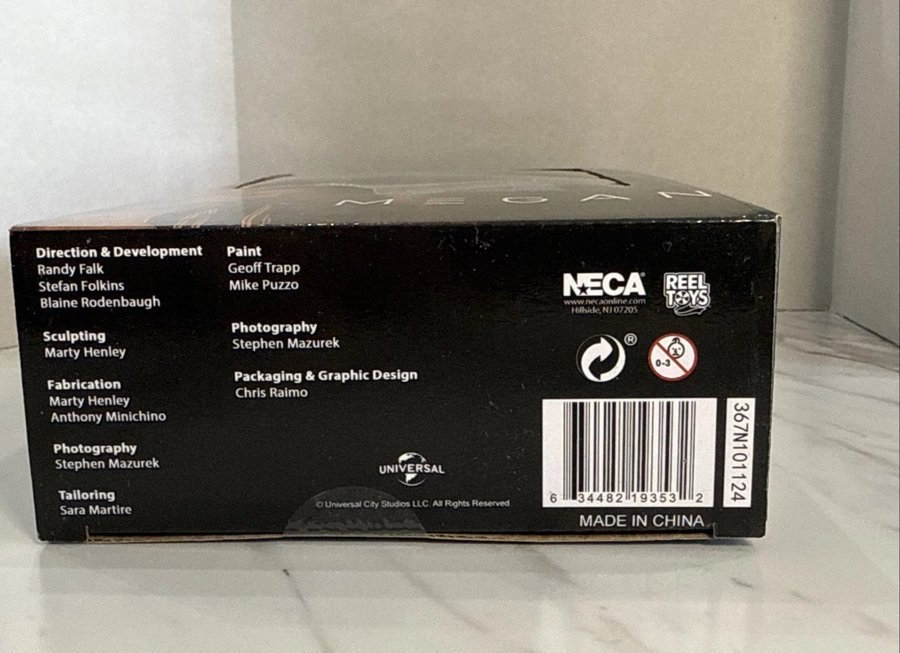 MEGAN
Direction & Development
Randy Falk
Stefan Folkins
Blaine Rodenbaugh
Sculpting
Marty Henley
Fabrication
Marty Henley
Anthony Minichino
Photography
Stephen Mazurek
Tailoring
Sara Martire
Paint
Geoff Trapp
Mike Puzzo
Photography
Stephen Mazurek
Packaging & Graphic Design
Chris Raimo
UNIVERSAL
© Universal City Studios LLC. All Rights Reserved
NECA®
www.necaonline.com
Hillside, NJ 07205
REEL
TOYS
®
0-3
6 34482 19353 2
367N101124
MADE IN CHINA